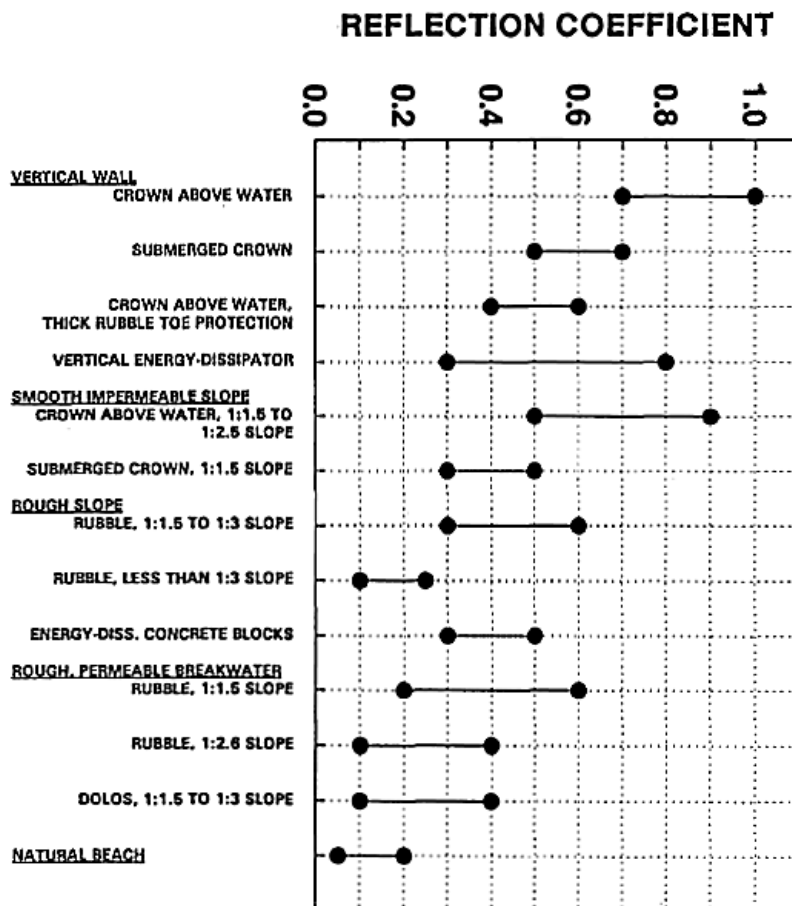 REFLECTION COEFFICIENT
0.0 0.2 0.4 0.6 0.8 1.0
VERTICAL WALL
CROWN ABOVE WATER
SUBMERGED CROWN
CROWN ABOVE WATER,
THICK RUBBLE TOE PROTECTION
VERTICAL ENERGY-DISSIPATOR
SMOOTH IMPERMEABLE SLOPE
CROWN ABOVE WATER, 1:1.5 TO
1:2.5 SLOPE
SUBMERGED CROWN, 1:1.5 SLOPE
ROUGH SLOPE
RUBBLE, 1:1.5 TO 1:3 SLOPE
RUBBLE, LESS THAN 1:3 SLOPE
ENERGY-DISS. CONCRETE BLOCKS
ROUGH, PERMEABLE BREAKWATER
RUBBLE, 1:1.5 SLOPE
RUBBLE, 1:2.6 SLOPE
DOLOS, 1:1.5 TO 1:3 SLOPE
NATURAL BEACH